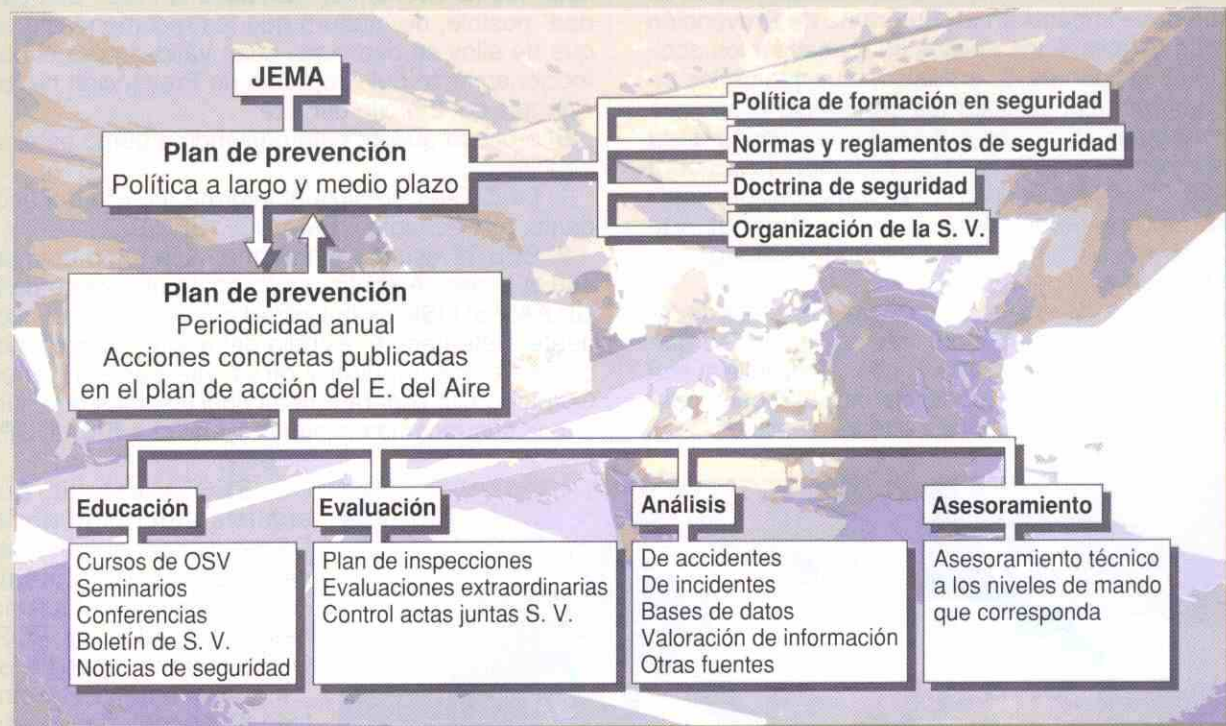 JEMA
Plan de prevención
Política a largo y medio plazo
Política de formación en seguridad
Normas y reglamentos de seguridad
Doctrina de seguridad
Organización de la S. V.
Plan de prevención
Periodicidad anual
Acciones concretas publicadas
en el plan de acción del E. del Aire
Educación
Cursos de OSV
Seminarios
Conferencias
Boletín de S. V.
Noticias de seguridad
Evaluación
Plan de inspecciones
Evaluaciones extraordinarias
Control actas juntas S. V.
Análisis
De accidentes
De incidentes
Bases de datos
Valoración de información
Otras fuentes
Asesoramiento
Asesoramiento técnico
a los niveles de mando
que corresponda